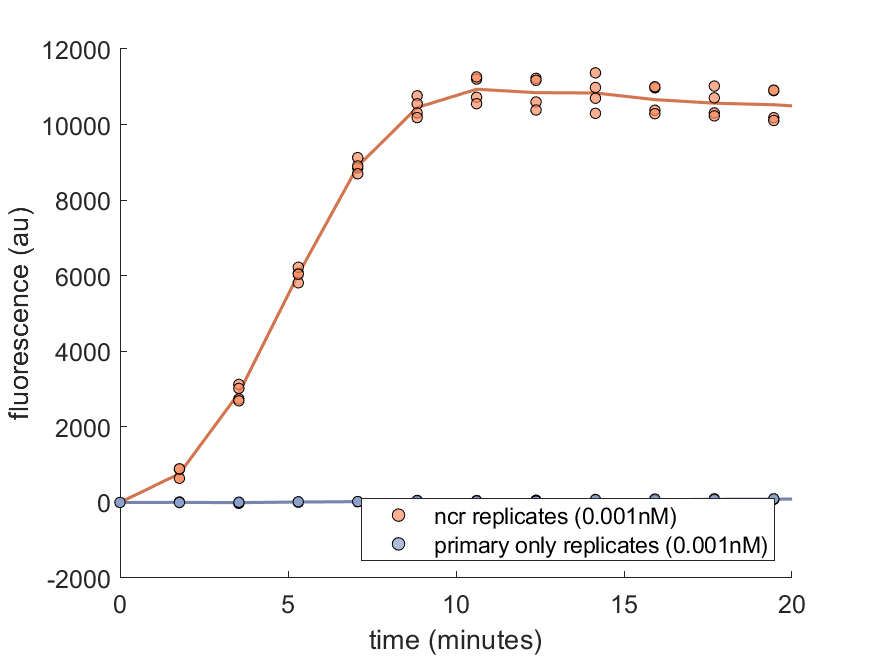 12000
10000
8000
6000
4000
2000
0
-2000
fluorescence (au)
ncr replicates (0.001nM)
primary only replicates (0.001nM)
0 5 10 15 20
time (minutes)